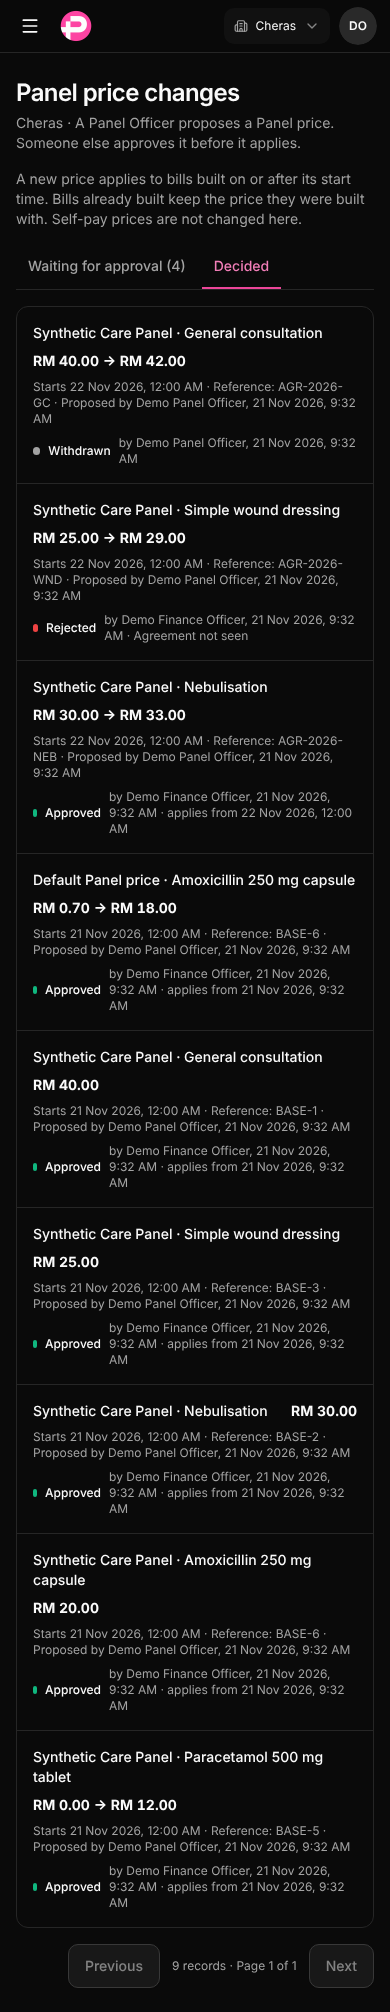 Cheras
DO
Panel price changes
Cheras · A Panel Officer proposes a Panel price.
Someone else approves it before it applies.
A new price applies to bills built on or after its start
time. Bills already built keep the price they were built
with. Self-pay prices are not changed here.
Waiting for approval (4)
Decided
Synthetic Care Panel · General consultation
RM 40.00 → RM 42.00
Starts 22 Nov 2026, 12:00 AM · Reference: AGR-2026-
GC · Proposed by Demo Panel Officer, 21 Nov 2026, 9:32
AM
Withdrawn
by Demo Panel Officer, 21 Nov 2026, 9:32
AM
Synthetic Care Panel · Simple wound dressing
RM 25.00 → RM 29.00
Starts 22 Nov 2026, 12:00 AM · Reference: AGR-2026-
WND · Proposed by Demo Panel Officer, 21 Nov 2026,
9:32 AM
Rejected
by Demo Finance Officer, 21 Nov 2026, 9:32
AM · Agreement not seen
Synthetic Care Panel · Nebulisation
RM 30.00 → RM 33.00
Starts 22 Nov 2026, 12:00 AM · Reference: AGR-2026-
NEB · Proposed by Demo Panel Officer, 21 Nov 2026,
9:32 AM
Approved
by Demo Finance Officer, 21 Nov 2026,
9:32 AM · applies from 22 Nov 2026, 12:00
AM
Default Panel price · Amoxicillin 250 mg capsule
RM 0.70 → RM 18.00
Starts 21 Nov 2026, 12:00 AM · Reference: BASE-6 ·
Proposed by Demo Panel Officer, 21 Nov 2026, 9:32 AM
Approved
by Demo Finance Officer, 21 Nov 2026,
9:32 AM · applies from 21 Nov 2026, 9:32
AM
Synthetic Care Panel · General consultation
RM 40.00
Starts 21 Nov 2026, 12:00 AM · Reference: BASE-1 ·
Proposed by Demo Panel Officer, 21 Nov 2026, 9:32 AM
Approved
by Demo Finance Officer, 21 Nov 2026,
9:32 AM · applies from 21 Nov 2026, 9:32
AM
Synthetic Care Panel · Simple wound dressing
RM 25.00
Starts 21 Nov 2026, 12:00 AM · Reference: BASE-3 ·
Proposed by Demo Panel Officer, 21 Nov 2026, 9:32 AM
Approved
by Demo Finance Officer, 21 Nov 2026,
9:32 AM · applies from 21 Nov 2026, 9:32
AM
Synthetic Care Panel · Nebulisation RM 30.00
Starts 21 Nov 2026, 12:00 AM · Reference: BASE-2 ·
Proposed by Demo Panel Officer, 21 Nov 2026, 9:32 AM
Approved
by Demo Finance Officer, 21 Nov 2026,
9:32 AM · applies from 21 Nov 2026, 9:32
AM
Synthetic Care Panel · Amoxicillin 250 mg
capsule
RM 20.00
Starts 21 Nov 2026, 12:00 AM · Reference: BASE-6 ·
Proposed by Demo Panel Officer, 21 Nov 2026, 9:32 AM
Approved
by Demo Finance Officer, 21 Nov 2026,
9:32 AM · applies from 21 Nov 2026, 9:32
AM
Synthetic Care Panel · Paracetamol 500 mg
tablet
RM 0.00 → RM 12.00
Starts 21 Nov 2026, 12:00 AM · Reference: BASE-5 ·
Proposed by Demo Panel Officer, 21 Nov 2026, 9:32 AM
Approved
by Demo Finance Officer, 21 Nov 2026,
9:32 AM · applies from 21 Nov 2026, 9:32
AM
Previous
9 records · Page 1 of 1
Next